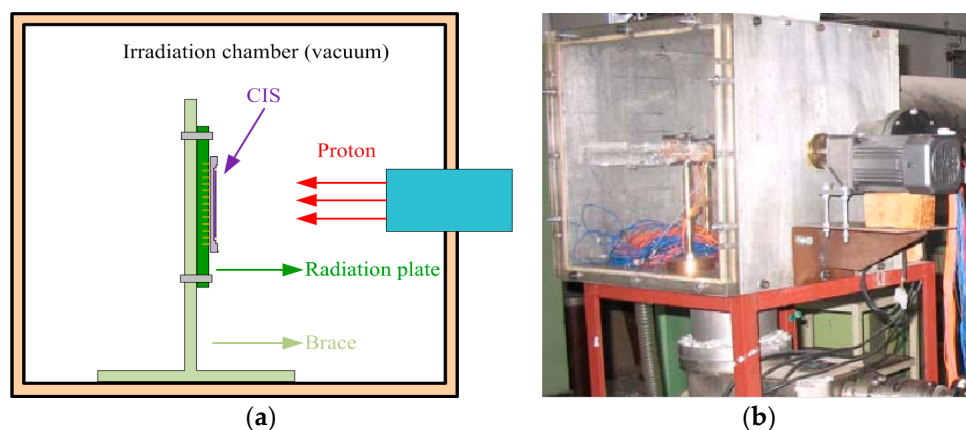 Irradiation chamber (vacuum)
CIS
Proton
Radiation plate
Brace
(a)
(b)